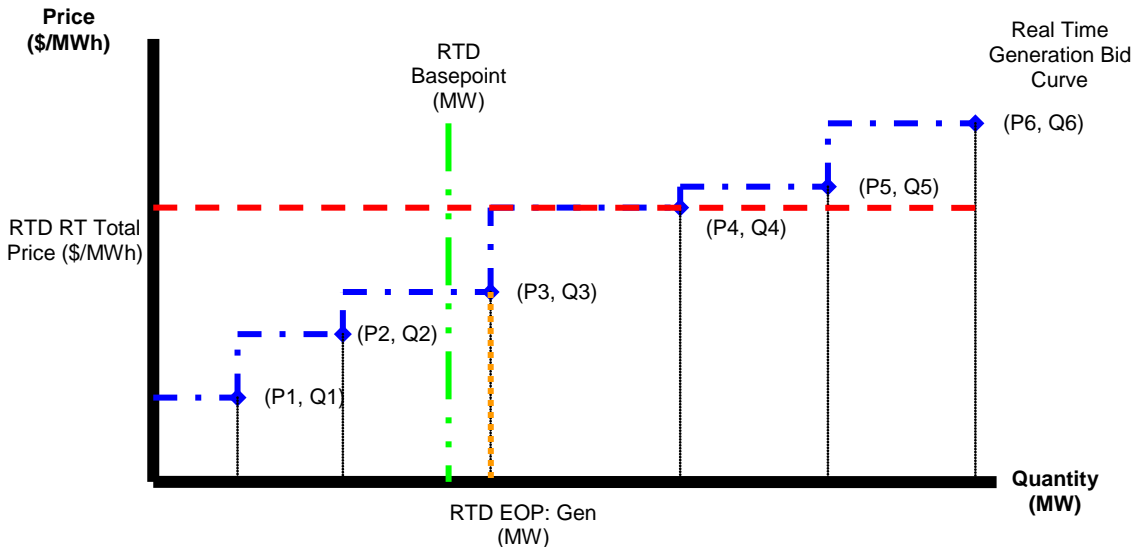 Price
($/MWh)
RTD
Basepoint
(MW)
Real Time
Generation Bid
Curve
(P6, Q6)
(P5, Q5)
RTD RT Total
Price ($/MWh)
(P4, Q4)
(P3, Q3)
(P2, Q2)
(P1, Q1)
Quantity
(MW)
RTD EOP: Gen
(MW)